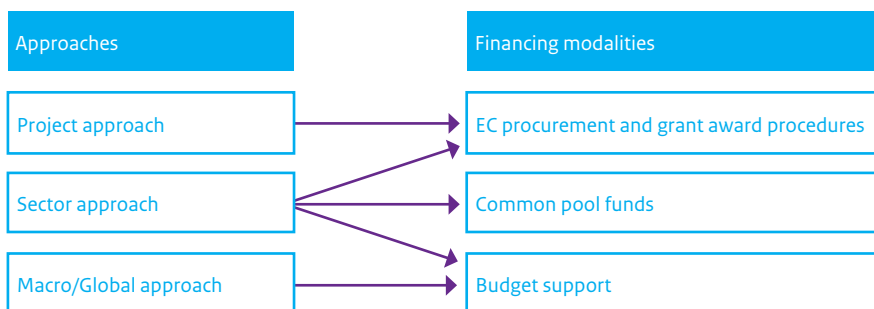 Approaches
Financing modalities
Project approach
EC procurement and grant award procedures
Sector approach
Common pool funds
Macro/Global approach
Budget support